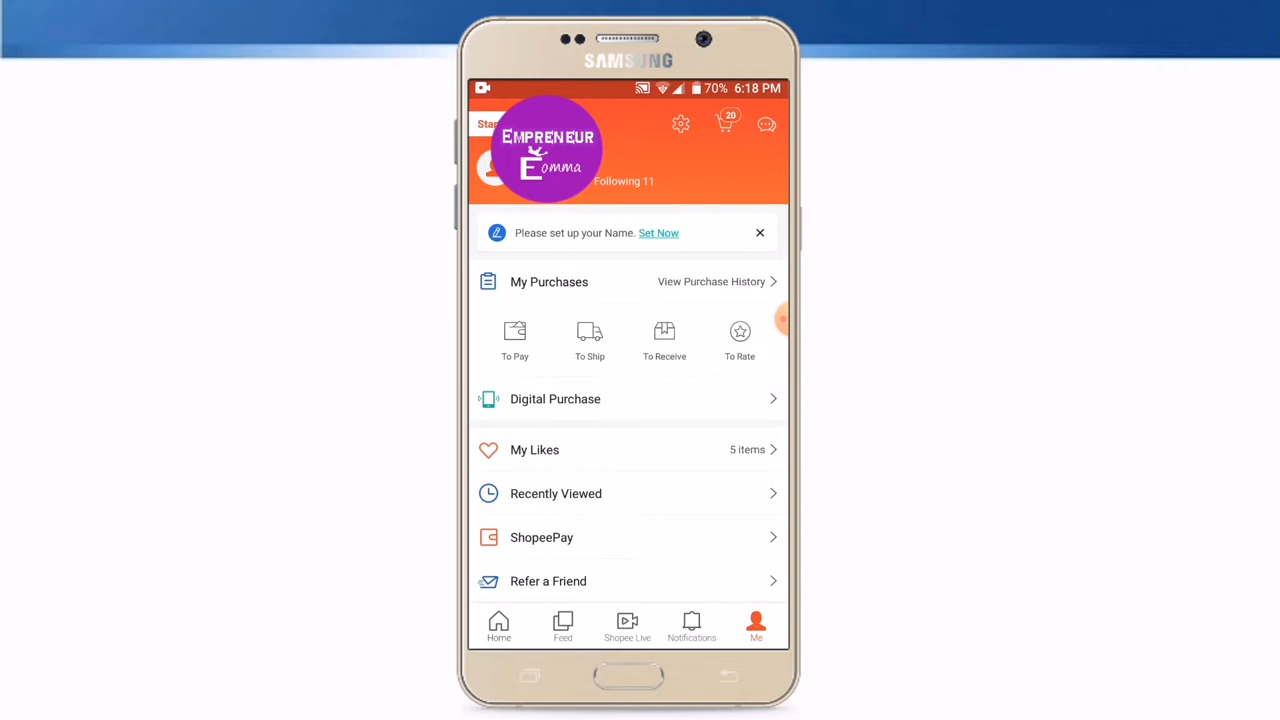 SAMSUNG
70% 6:18 PM
Star
20
EMPRENEUR
Eomma
Following 11
Please set up your Name. Set Now
My Purchases View Purchase History
To Pay To Ship To Receive To Rate
Digital Purchase
My Likes 5 items
Recently Viewed
ShopeePay
Refer a Friend
Home Feed Shopee Live Notifications Me